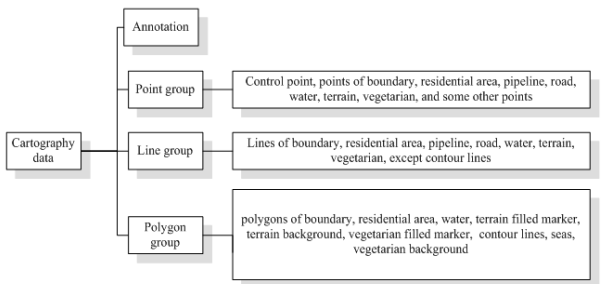 Annotation
Point group
Control point, points of boundary, residential area, pipeline, road,
water, terrain, vegetarian, and some other points
Cartography
data
Line group
Lines of boundary, residential area, pipeline, road, water, terrain,
vegetarian, except contour lines
Polygon
group
polygons of boundary, residential area, water, terrain filled marker,
terrain background, vegetarian filled marker, contour lines, seas,
vegetarian background